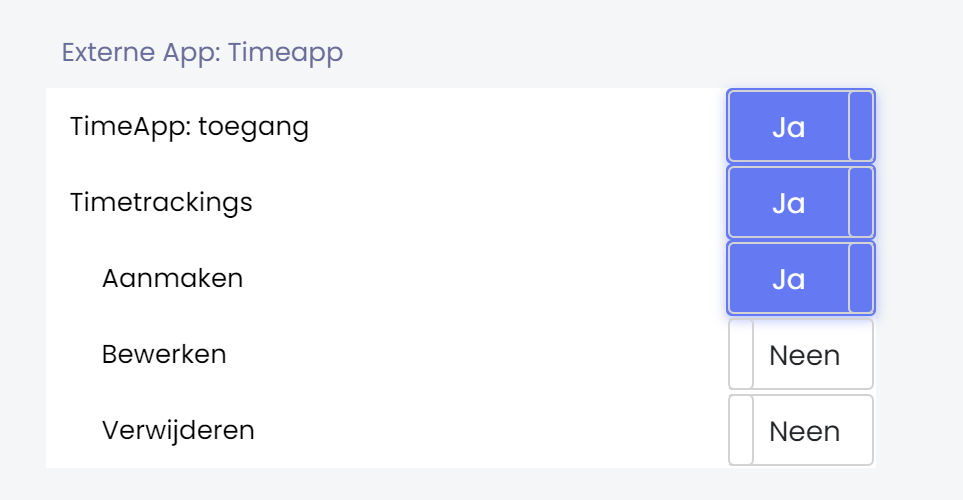 Externe App: Timeapp
TimeApp: toegang Ja
Timetrackings Ja
Aanmaken Ja
Bewerken Neen
Verwijderen Neen